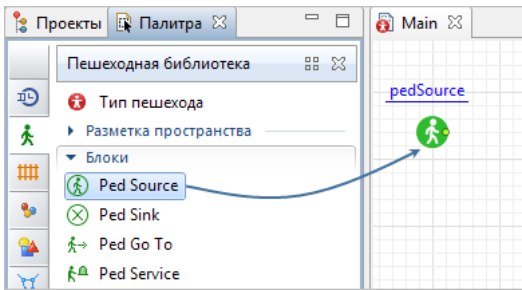 Проекты
Палитра
Main
Пешеходная библиотека
pedSource
Тип пешехода
Разметка пространства
Блоки
Ped Source
Ped Sink
Ped Go To
Ped Service